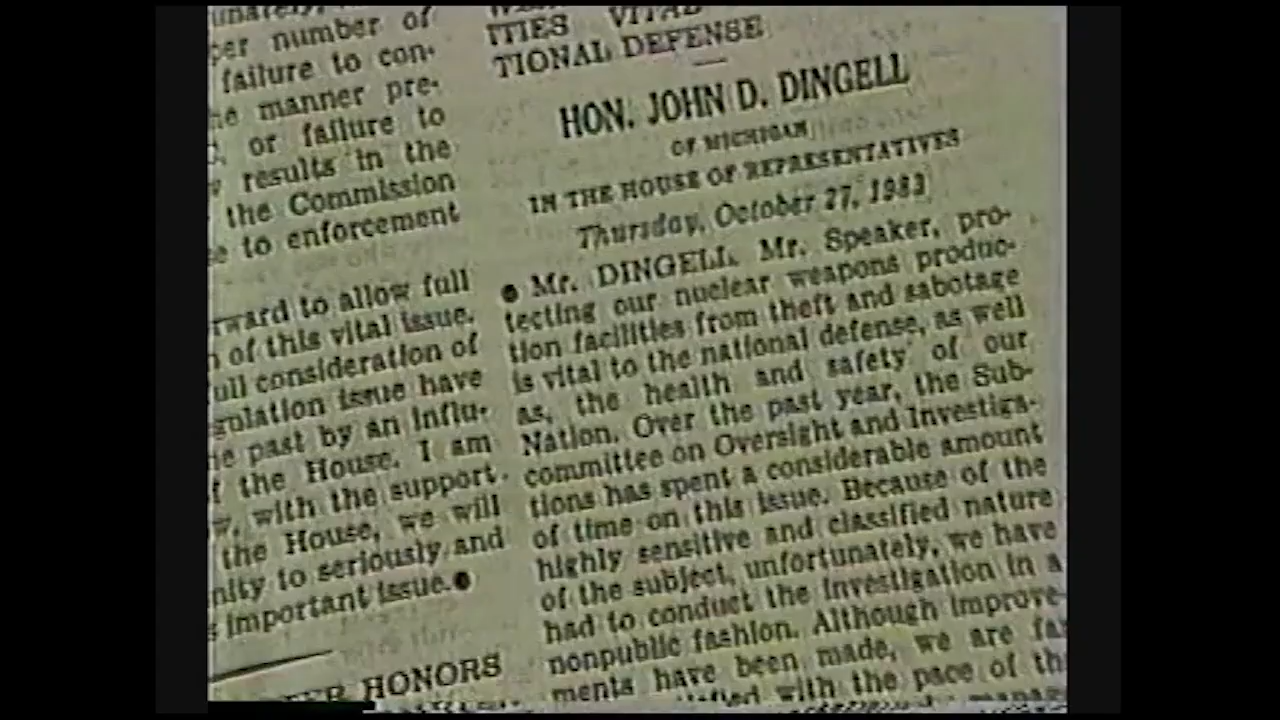 per number of
failure to con-
manner pre-
or failure to
results in the
the Commission
to enforcement
to allow full
of this vital issue.
consideration of
issue have
past by an influ-
the House. I am
with the support
the House, we will
to seriously and
important issue.●
HONORS
ITIES VITAL
TIONAL DEFENSE
HON. JOHN D. DINGELL
OF MICHIGAN
IN THE HOUSE OF REPRESENTATIVES
Thursday, October 27, 1983
● Mr. DINGELL. Mr. Speaker, pro-
tecting our nuclear weapons produc-
tion facilities from theft and sabotage
is vital to the national defense, as well
as, the health and safety of our
Nation. Over the past year, the Sub-
committee on Oversight and Investiga-
tions has spent a considerable amount
of time on this issue. Because of the
highly sensitive and classified nature
of the subject, unfortunately, we have
had to conduct the investigation in a
nonpublic fashion. Although improve-
ments have been made, we are far
with the pace of the